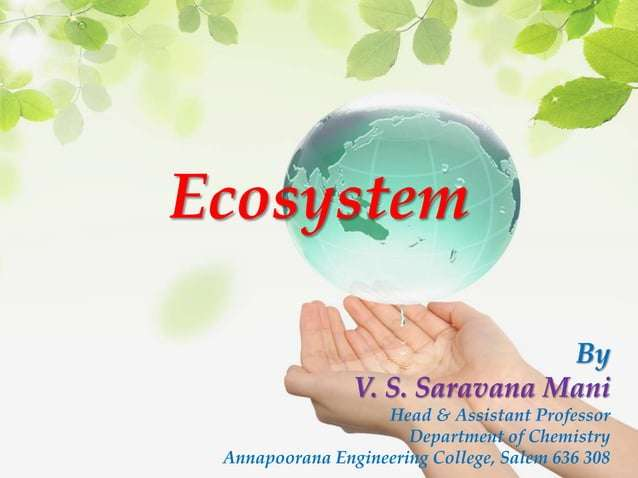 Ecosystem
By
V. S. Saravana Mani
Head & Assistant Professor
Department of Chemistry
Annapoorana Engineering College, Salem 636 308